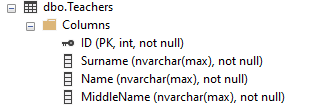 dbo.Teachers
Columns
ID (PK, int, not null)
Surname (nvarchar(max), not null)
Name (nvarchar(max), not null)
MiddleName (nvarchar(max), not null)